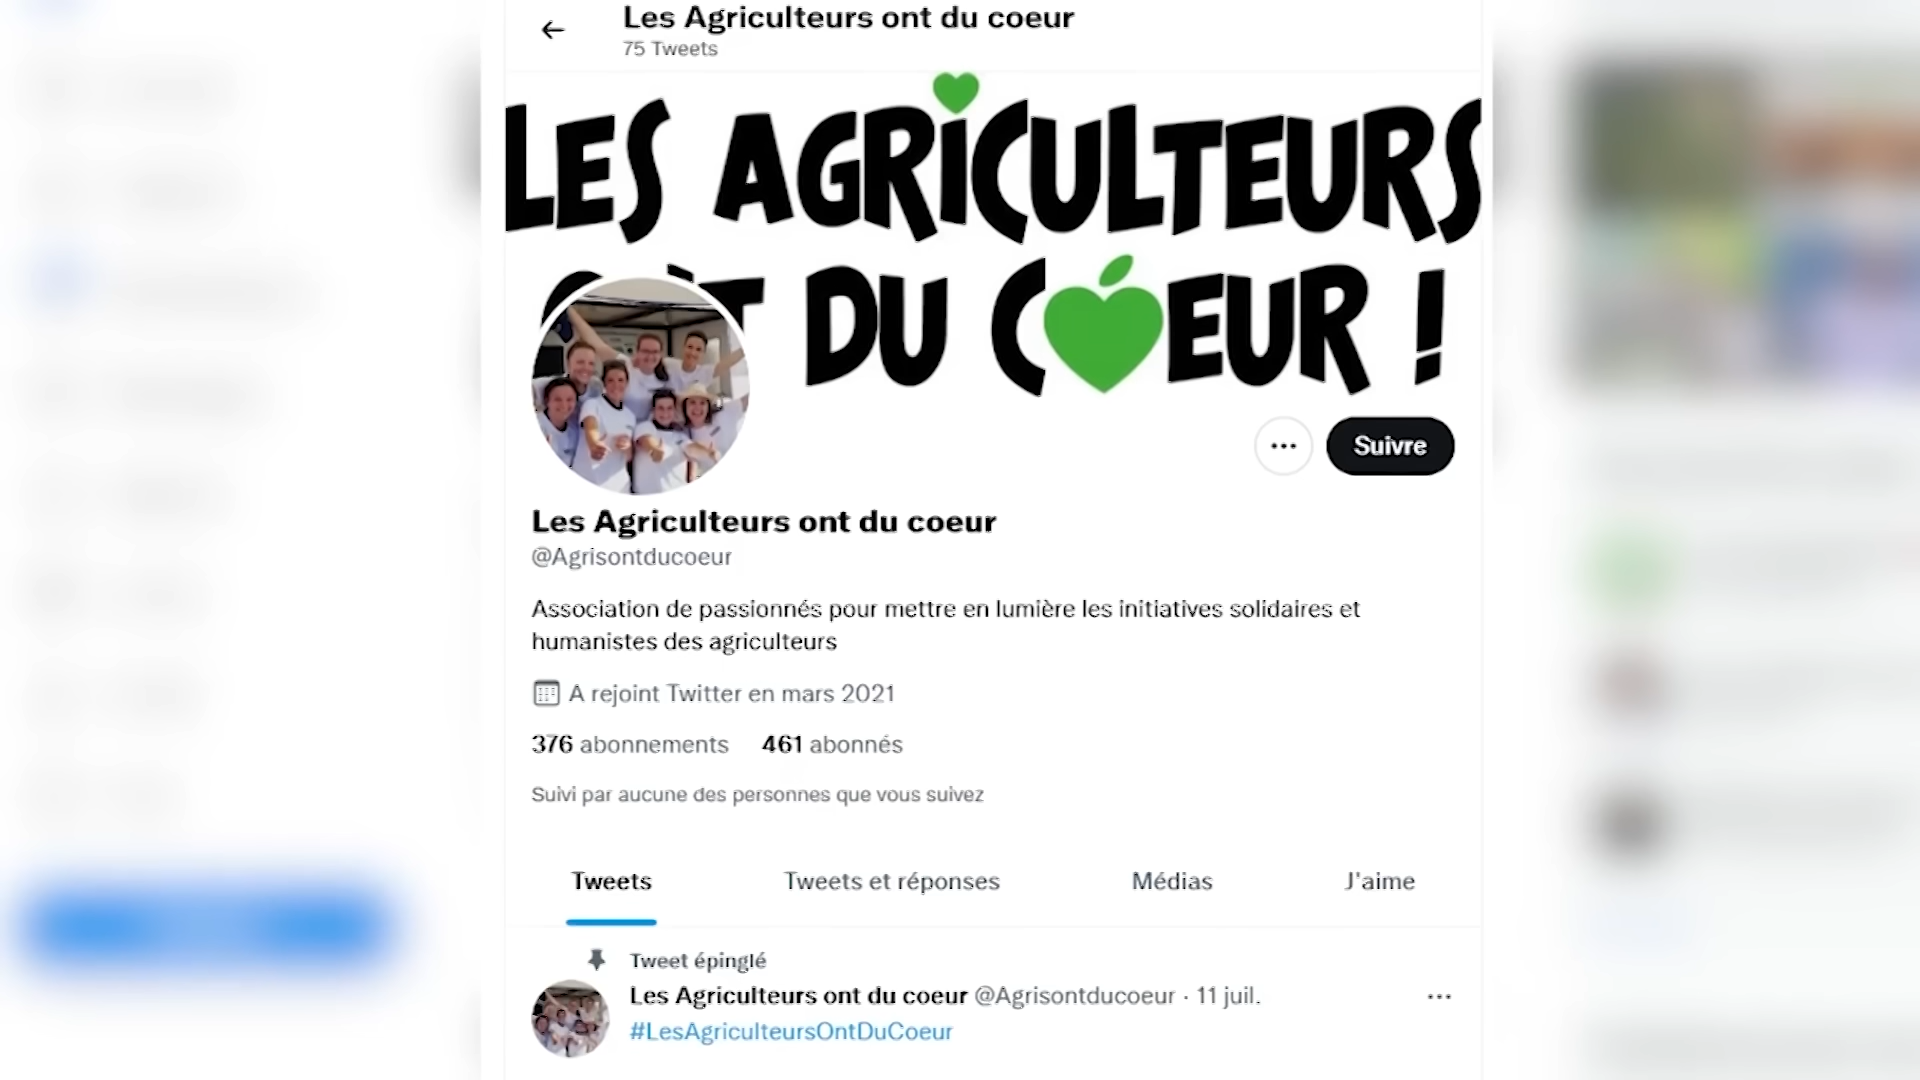 Les Agriculteurs ont du coeur
75 Tweets
LES AGRICULTEURS
DU CŒUR !
Suivre
Les Agriculteurs ont du coeur
@Agrisontducoeur
Association de passionnés pour mettre en lumière les initiatives solidaires et
humanistes des agriculteurs
A rejoint Twitter en mars 2021
376 abonnements 461 abonnés
Suivi par aucune des personnes que vous suivez
Tweets Tweets et réponses Médias J'aime
Tweet épinglé
Les Agriculteurs ont du coeur @Agrisontducoeur · 11 juil.
#LesAgriculteursOntDuCoeur